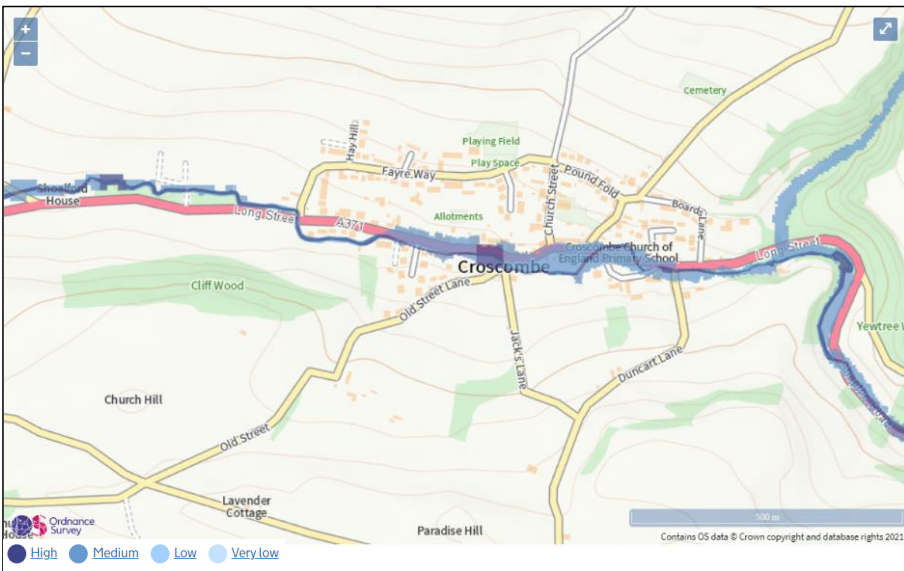 +
−
Cemetery
Hay Hill
Playing Field
Play Space
Fayre Way
Pound Fold
Church Street
Shoalford
House
Long Street
A371
Allotments
Boards Lane
Croscombe Church of
England Primary School
Long Street
Croscombe
Cliff Wood
Old Street Lane
Jack's Lane
Duncart Lane
Yewtree W
Church Hill
Old Street
Lavender
Cottage
Paradise Hill
500 m
OS
Ordnance
Survey
House
Contains OS data © Crown copyright and database rights 2021
High
Medium
Low
Very low